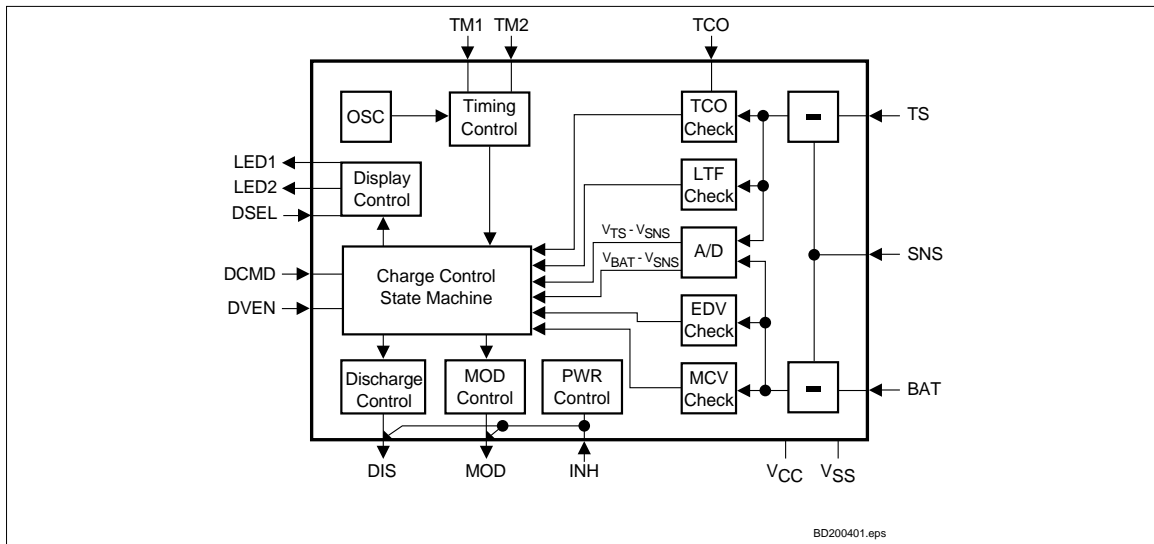 TM1 TM2 TCO
OSC
Timing
Control
TCO
Check
-
TS
LED1
LED2
DSEL
Display
Control
LTF
Check
VTS - VSNS
VBAT - VSNS
A/D
SNS
DCMD
DVEN
Charge Control
State Machine
EDV
Check
Discharge
Control
MOD
Control
PWR
Control
MCV
Check
-
BAT
DIS MOD INH VCC VSS
BD200401.eps